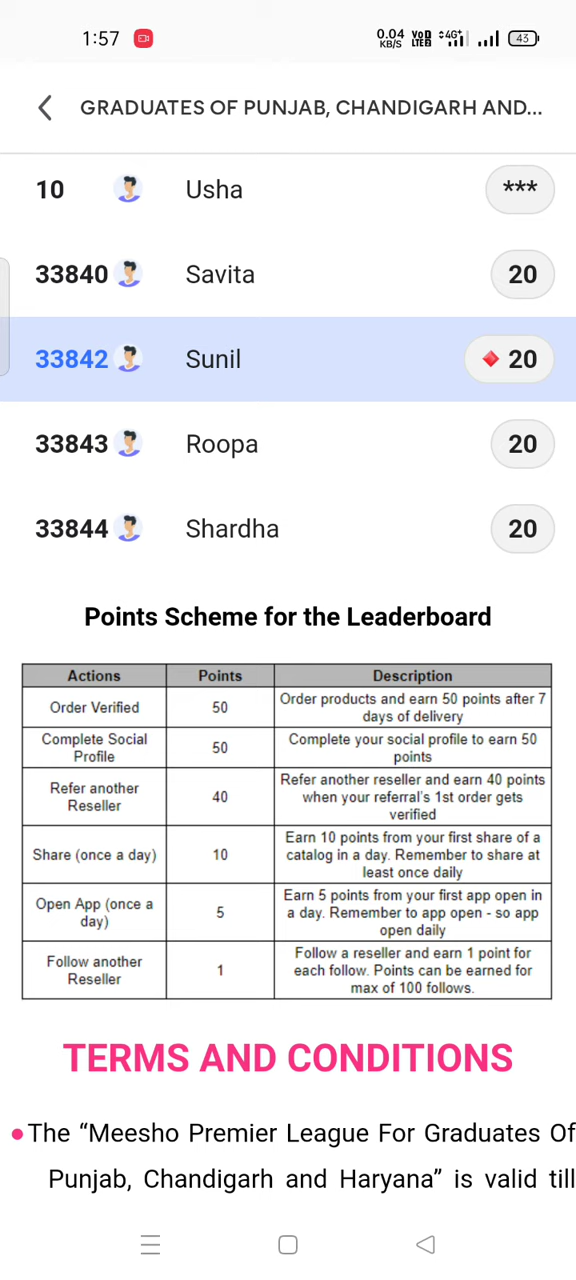 1:57
0.04 KB/S VoD LTE2 4G+ 43
GRADUATES OF PUNJAB, CHANDIGARH AND...
10 Usha ***
33840 Savita 20
33842 Sunil 20
33843 Roopa 20
33844 Shardha 20
Points Scheme for the Leaderboard
Actions Points Description
Order Verified 50 Order products and earn 50 points after 7
days of delivery
Complete Social
Profile
50
Complete your social profile to earn 50
points
Refer another
Reseller
40
Refer another reseller and earn 40 points
when your referral's 1st order gets
verified
Share (once a day) 10
Earn 10 points from your first share of a
catalog in a day. Remember to share at
least once daily
Open App (once a
day)
5
Earn 5 points from your first app open in
a day. Remember to app open - so app
open daily
Follow another
Reseller
1
Follow a reseller and earn 1 point for
each follow. Points can be earned for
max of 100 follows.
TERMS AND CONDITIONS
The “Meesho Premier League For Graduates Of
Punjab, Chandigarh and Haryana” is valid till